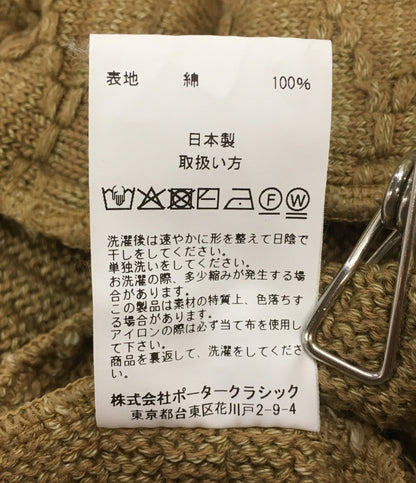 表地 綿 100%
日本製
取扱い方
F W
洗濯後は速やかに形を整えて日陰で
干しをしてください。
単独洗いをしてください。
お洗濯の際、多少縮みが発生する場
合があります。
この製品は素材の特質上、色落ちす
る場合があります。
アイロンの際は必ず当て布を使用し
て下さい。
商品を裏返して、洗濯をしてくださ
い。
株式会社ポータークラシック
東京都台東区花川戸2-9-4